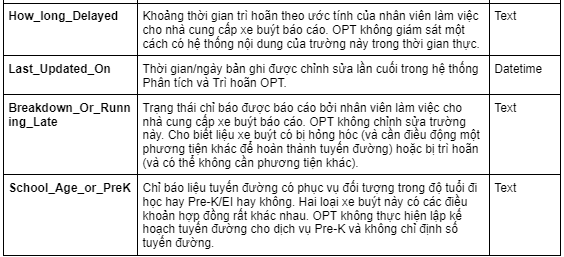 How_long_Delayed Khoảng thời gian trì hoãn theo ước tính của nhân viên làm việc Text
cho nhà cung cấp xe buýt báo cáo. OPT không giám sát một
cách có hệ thống nội dung của trường này trong thời gian thực.
Last_Updated_On Thời gian/ngày bản ghi được chỉnh sửa lần cuối trong hệ thống Datetime
Phân tích và Trì hoãn OPT.
Breakdown_Or_Runn Trạng thái chỉ báo được báo cáo bởi nhân viên làm việc cho Text
ing_Late nhà cung cấp xe buýt báo cáo. OPT không chỉnh sửa trường
này. Cho biết liệu xe buýt có bị hỏng hóc (và cần điều động một
phương tiện khác để hoàn thành tuyến đường) hoặc bị trì hoãn
(và có thể không cần phương tiện khác).
School_Age_or_PreK Chỉ báo liệu tuyến đường có phục vụ đối tượng trong độ tuổi đi Text
học hay Pre-K/EI hay không. Hai loại xe buýt này có các điều
khoản hợp đồng rất khác nhau. OPT không thực hiện lập kế
hoạch tuyến đường cho dịch vụ Pre-K và không chỉ định số
tuyến đường.